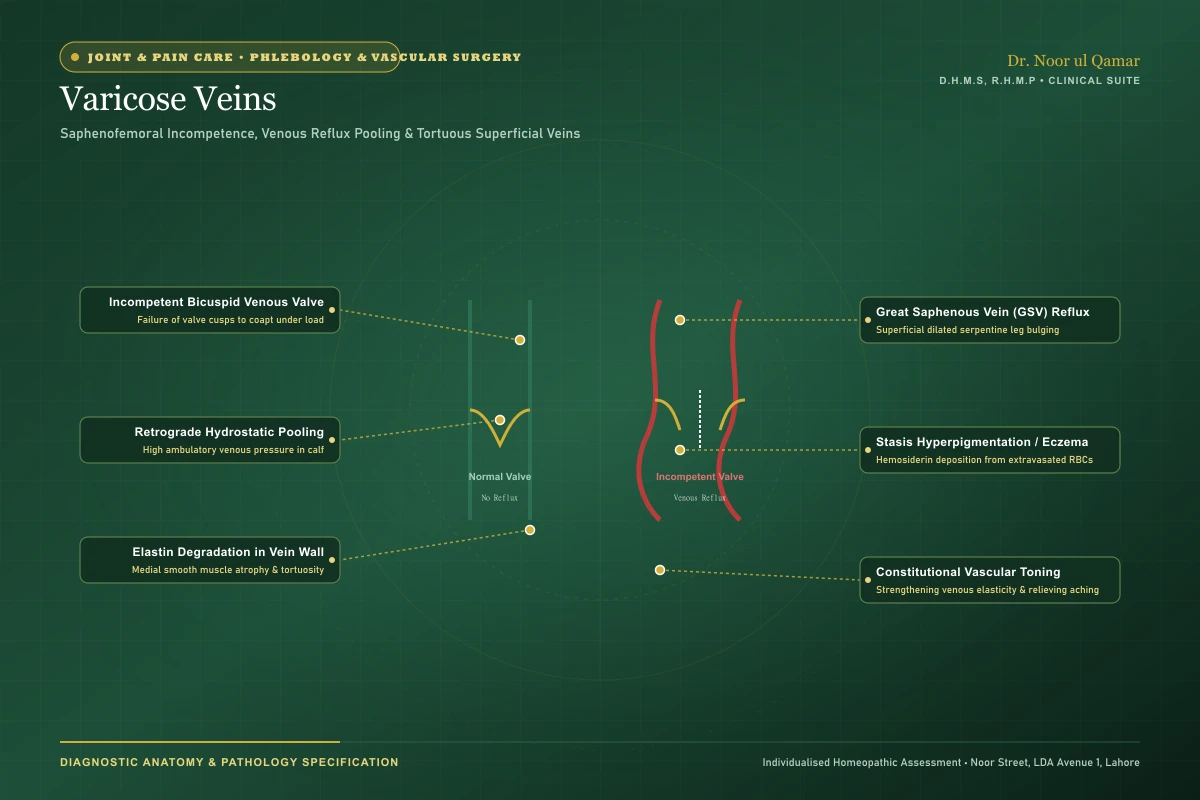 JOINT & PAIN CARE • PHLEBOLOGY & VASCULAR SURGERY
Varicose Veins
Saphenofemoral Incompetence, Venous Reflux Pooling & Tortuous Superficial Veins
Dr. Noor ul Qamar
D.H.M.S, R.H.M.P • CLINICAL SUITE
Incompetent Bicuspid Venous Valve
Failure of valve cusps to coapt under load
Retrograde Hydrostatic Pooling
High ambulatory venous pressure in calf
Elastin Degradation in Vein Wall
Medial smooth muscle atrophy & tortuosity
Normal Valve
No Reflux
Incompetent Valve
Venous Reflux
Great Saphenous Vein (GSV) Reflux
Superficial dilated serpentine leg bulging
Stasis Hyperpigmentation / Eczema
Hemosiderin deposition from extravasated RBCs
Constitutional Vascular Toning
Strengthening venous elasticity & relieving aching
DIAGNOSTIC ANATOMY & PATHOLOGY SPECIFICATION
Individualised Homeopathic Assessment • Noor Street, LDA Avenue 1, Lahore